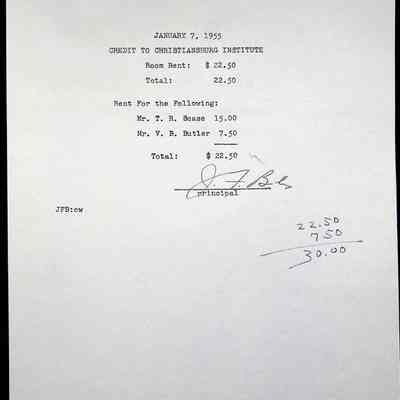 JANUARY 7, 1955
CREDIT TO CHRISTIANSBURG INSTITUTE
Room Rent: $ 22.50
Total: 22.50
Rent For the Following:
Mr. T. R. Scase 15.00
Mr. V. B. Butler 7.50
Total: $ 22.50
J. F. B
Principal
JFB:cw
22.50
7 50
30.00